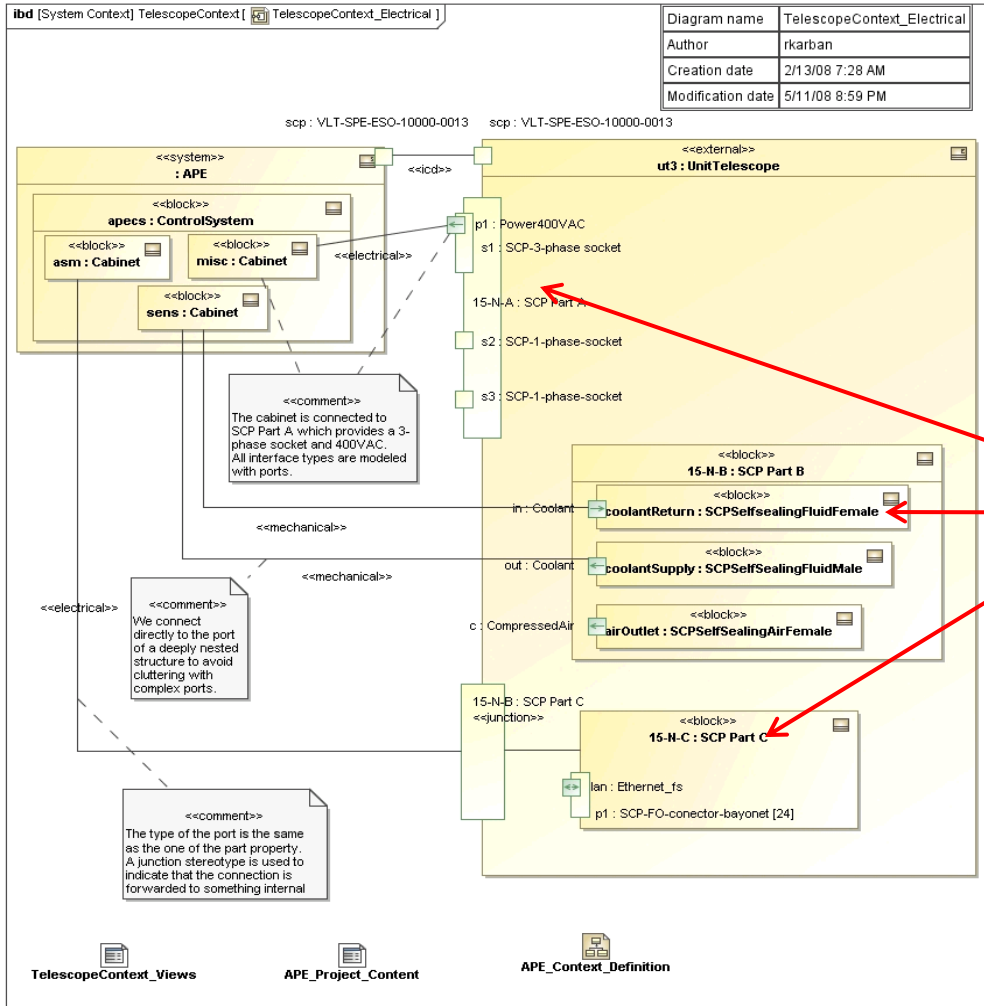 ibd [System Context] TelescopeContext[ TelescopeContext_Electrical ]
Diagram name TelescopeContext_Electrical
Author rkarban
Creation date 2/13/08 7:28 AM
Modification date 5/11/08 8:59 PM
scp : VLT-SPE-ESO-10000-0013 scp : VLT-SPE-ESO-10000-0013
<<system>>
: APE
<<icd>>
<<external>>
ut3 : UnitTelescope
<<block>>
apecs : ControlSystem
<<block>>
asm : Cabinet
<<block>>
misc : Cabinet
<<block>>
sens : Cabinet
<<electrical>>
p1 : Power400VAC
s1 : SCP-3-phase socket
15-N-A : SCP Part A
s2 : SCP-1-phase-socket
s3 : SCP-1-phase-socket
<<comment>>
The cabinet is connected to
SCP Part A which provides a 3-
phase socket and 400VAC.
All interface types are modeled
with ports.
<<block>>
15-N-B : SCP Part B
<<block>>
in : Coolant
coolantReturn : SCPSelfsealingFluidFemale
<<mechanical>>
<<block>>
out : Coolant
coolantSupply : SCPSelfSealingFluidMale
<<mechanical>>
<<block>>
c : CompressedAir
airOutlet : SCPSelfSealingAirFemale
<<electrical>>
<<comment>>
We connect
directly to the port
of a deeply nested
structure to avoid
cluttering with
complex ports.
15-N-B : SCP Part C
<<junction>>
<<block>>
15-N-C : SCP Part C
lan : Ethernet_fs
p1 : SCP-FO-conector-bayonet [24]
<<comment>>
The type of the port is the same
as the one of the part property.
A junction stereotype is used to
indicate that the connection is
forwarded to something internal
TelescopeContext_Views
APE_Project_Content
APE_Context_Definition